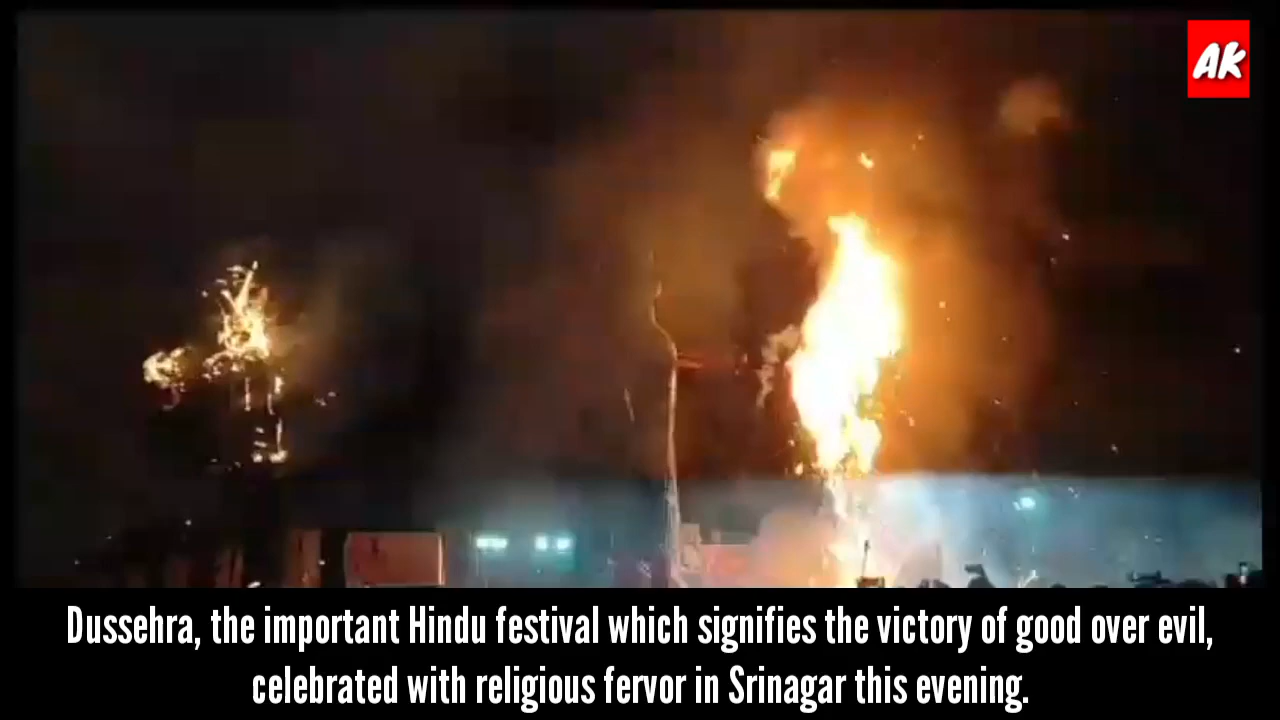 AK
Dussehra, the important Hindu festival which signifies the victory of good over evil,
celebrated with religious fervor in Srinagar this evening.